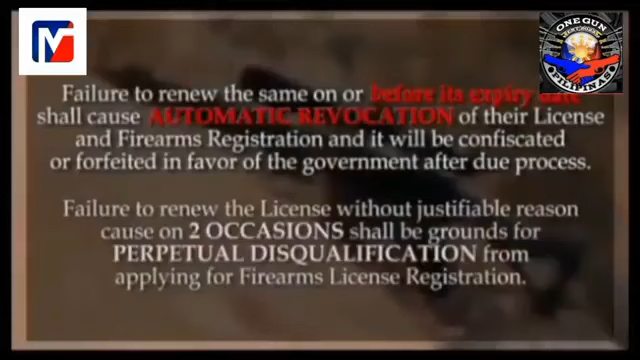 M
ONE GUN
PILIPINAS
Failure to renew the same on or before its expiry date
shall cause AUTOMATIC REVOCATION of their License
and Firearms Registration and it will be confiscated
or forfeited in favor of the government after due process.
Failure to renew the License without justifiable reason
cause on 2 OCCASIONS shall be grounds for
PERPETUAL DISQUALIFICATION from
applying for Firearms License Registration.